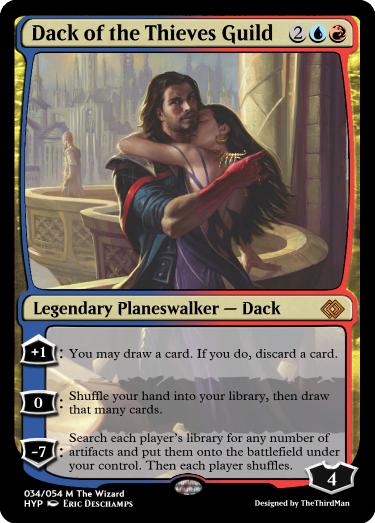 Dack of the Thieves Guild 2
Legendary Planeswalker — Dack
+1: You may draw a card. If you do, discard a card.
0: Shuffle your hand into your library, then draw
that many cards.
-7: Search each player's library for any number of
artifacts and put them onto the battlefield under
your control. Then each player shuffles.
4
034/054 M The Wizard
HYP Eric Deschamps
Designed by TheThirdMan